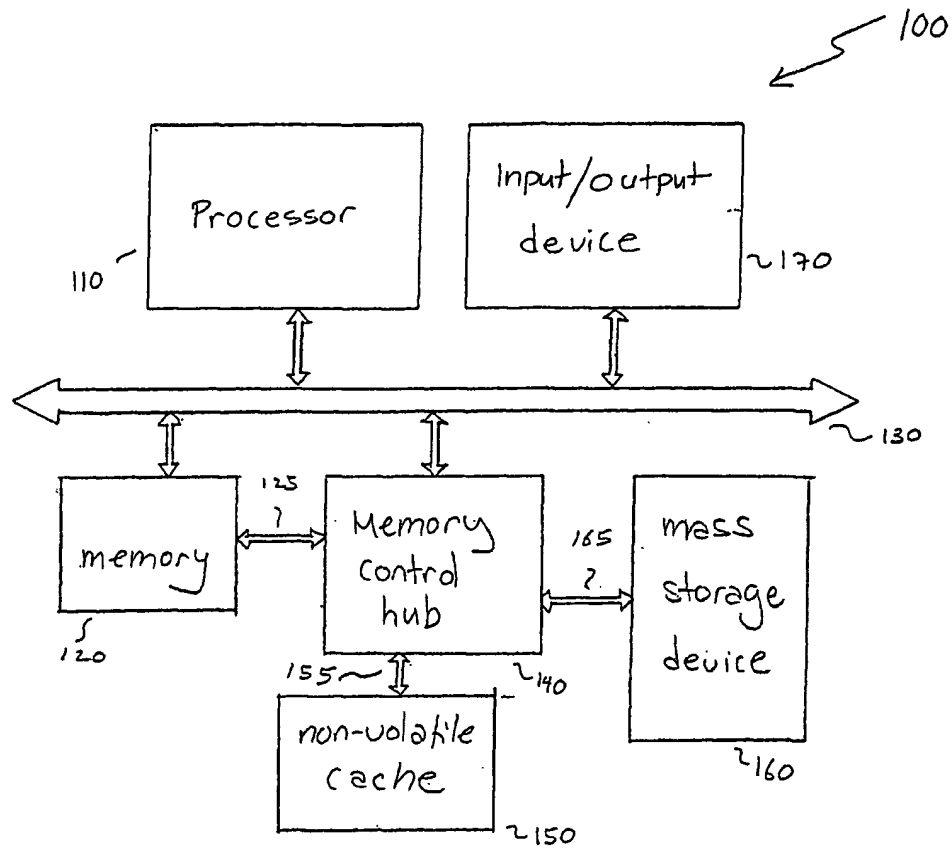 100
Processor
110
Input/output
device
170
130
memory
120
125
Memory
control
hub
140
165
mass
storage
device
160
155
non-volatile
cache
150